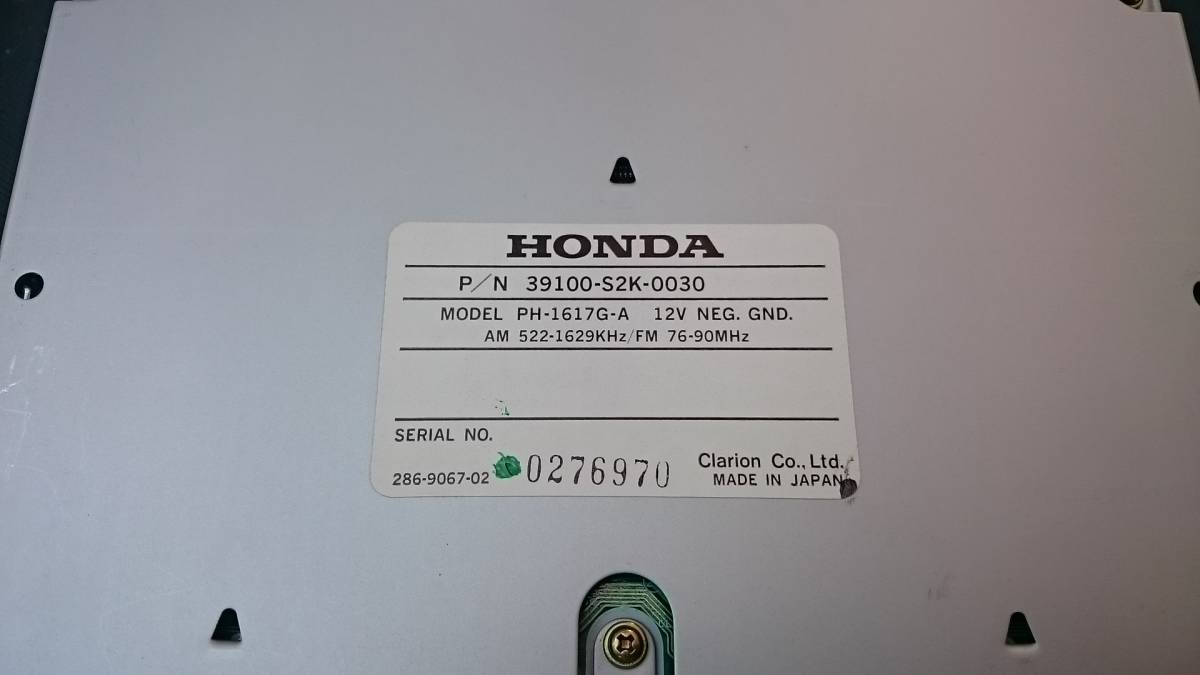 HONDA
P/N 39100-S2K-0030
MODEL PH-1617G-A 12V NEG. GND.
AM 522-1629KHz/FM 76-90MHz
SERIAL NO.
286-9067-02 0276970 Clarion Co., Ltd.
MADE IN JAPAN